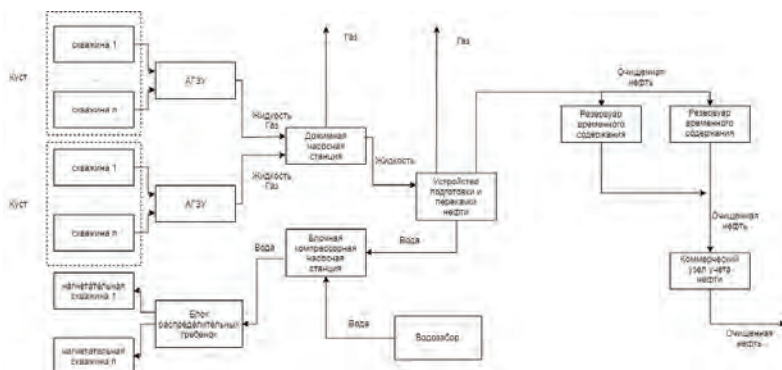 Куст
скважина 1
скважина n
АГЗУ
Жидкость
Газ
Куст
скважина 1
скважина n
АГЗУ
Жидкость
Газ
Газ
Дожимная
насосная
станция
Жидкость
Газ
Устройство
подготовки и
перекачки
нефти
Очищенная
нефть
Резервуар
временного
содержания
Резервуар
временного
содержания
Очищенная
нефть
Коммерческий
узел учета
нефти
Очищенная
нефть
Вода
Блочная
компрессорная
насосная
станция
Вода
Вода
Водозабор
Блок
распределительных
гребенок
нагнетательная
скважина 1
нагнетательная
скважина n